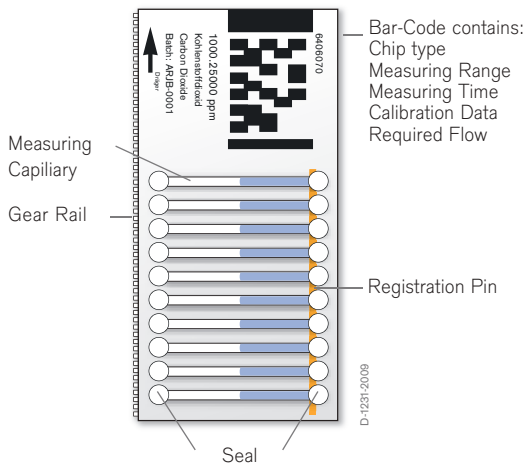 6406070
1000.25000 ppm
Kohlenstoffdioxid
Carbon Dioxide
Batch: ARJB-0001
Dräger
Bar-Code contains:
Chip type
Measuring Range
Measuring Time
Calibration Data
Required Flow
Measuring
Capiliary
Gear Rail
Registration Pin
D-1231-2009
Seal